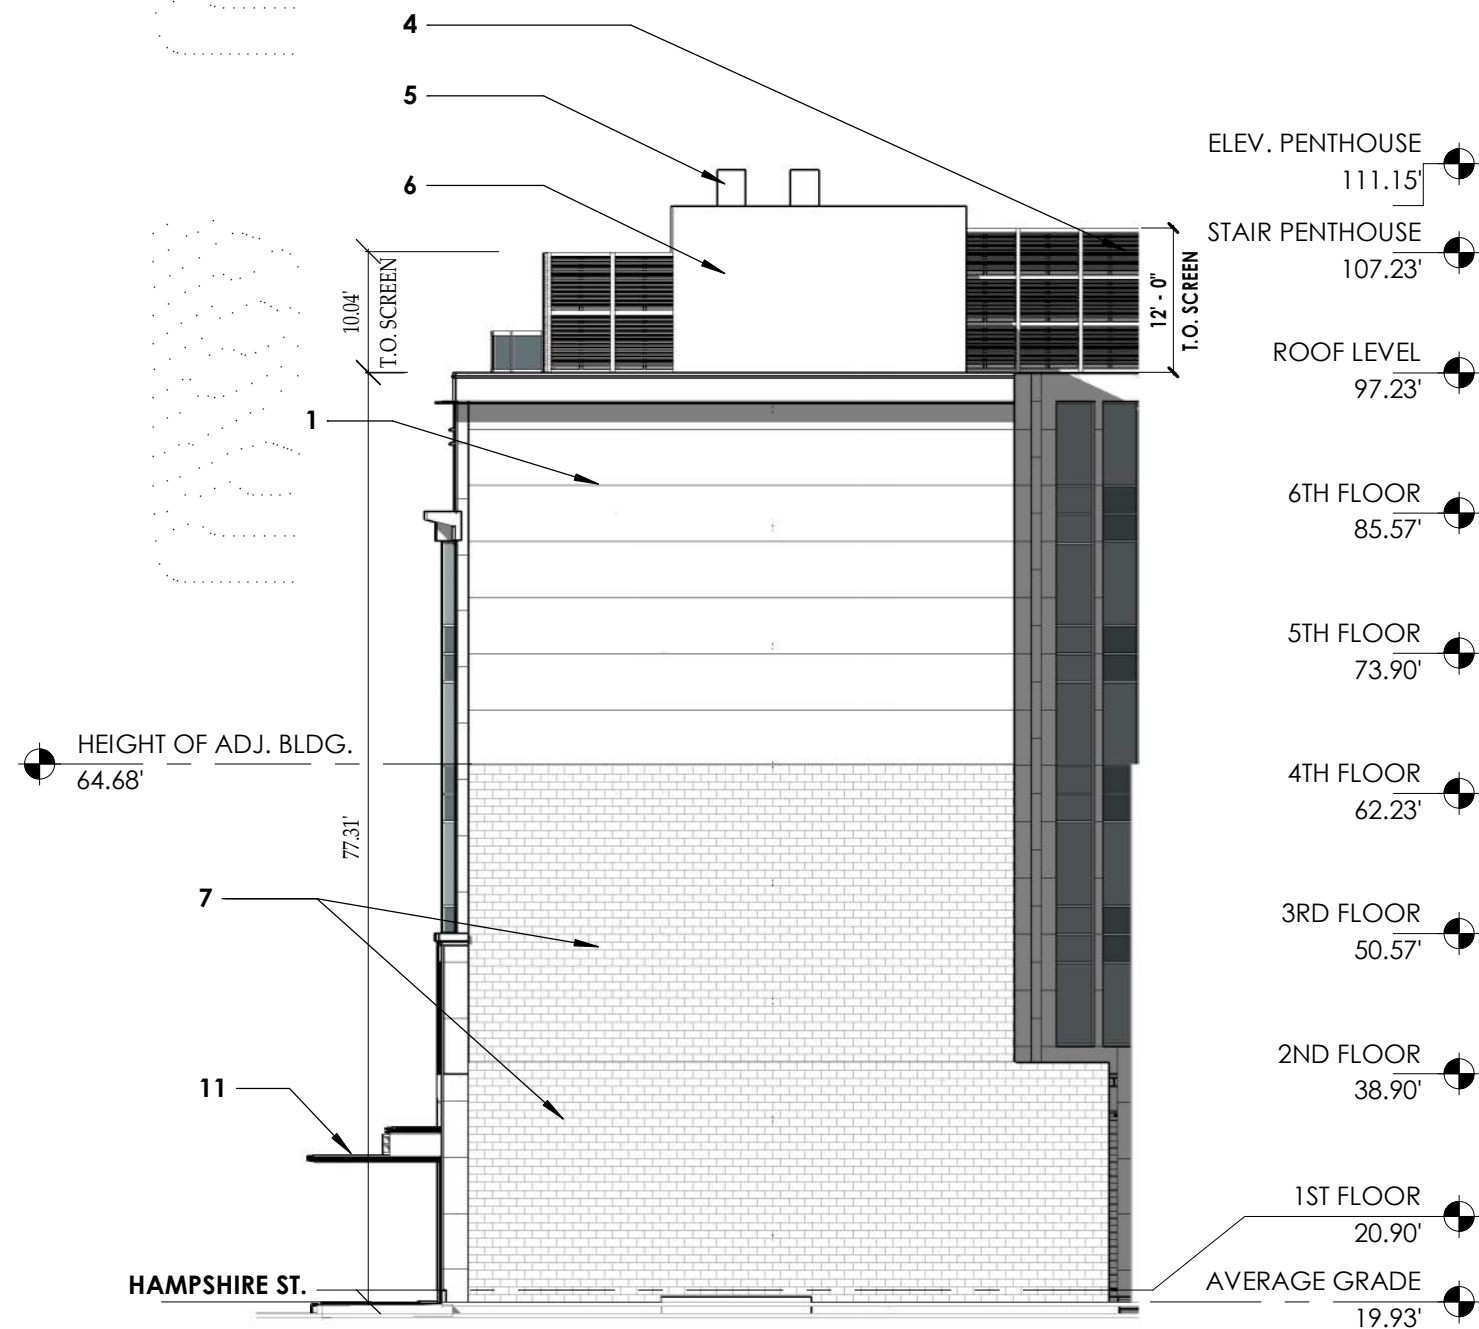 4
5
6
ELEV. PENTHOUSE
111.15'
STAIR PENTHOUSE
107.23'
10.04'
T.O. SCREEN
12' - 0"
T.O. SCREEN
ROOF LEVEL
97.23'
1
6TH FLOOR
85.57'
5TH FLOOR
73.90'
HEIGHT OF ADJ. BLDG.
64.68'
4TH FLOOR
62.23'
77.31'
7
3RD FLOOR
50.57'
2ND FLOOR
38.90'
11
1ST FLOOR
20.90'
HAMPSHIRE ST.
AVERAGE GRADE
19.93'